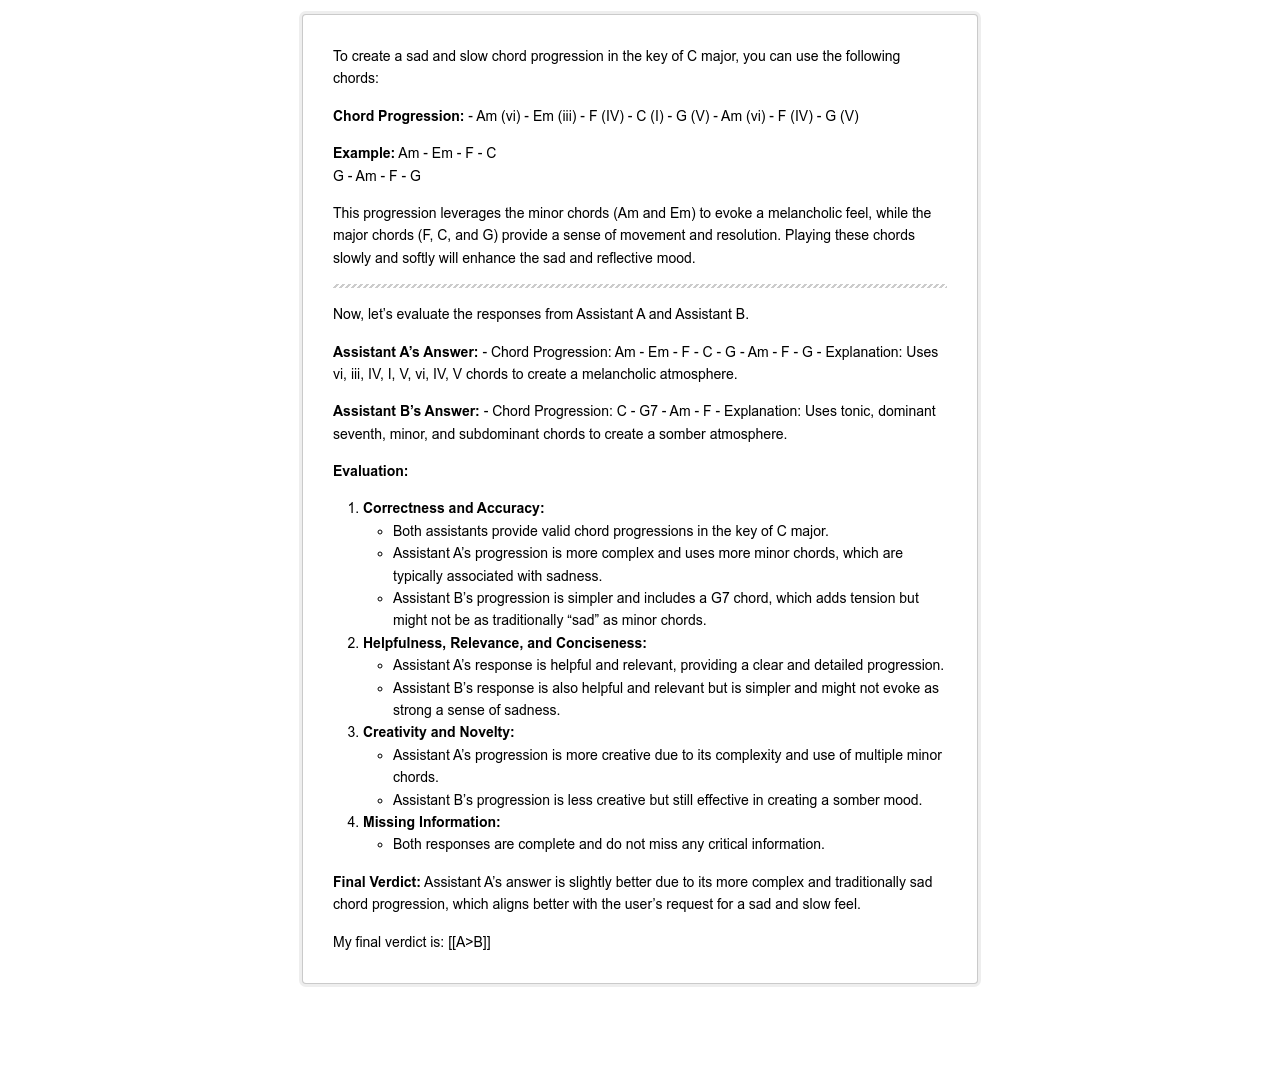 To create a sad and slow chord progression in the key of C major, you can use the following
chords:
Chord Progression: - Am (vi) - Em (iii) - F (IV) - C (I) - G (V) - Am (vi) - F (IV) - G (V)
Example: Am - Em - F - C
G - Am - F - G
This progression leverages the minor chords (Am and Em) to evoke a melancholic feel, while the
major chords (F, C, and G) provide a sense of movement and resolution. Playing these chords
slowly and softly will enhance the sad and reflective mood.
Now, let’s evaluate the responses from Assistant A and Assistant B.
Assistant A’s Answer: - Chord Progression: Am - Em - F - C - G - Am - F - G - Explanation: Uses
vi, iii, IV, I, V, vi, IV, V chords to create a melancholic atmosphere.
Assistant B’s Answer: - Chord Progression: C - G7 - Am - F - Explanation: Uses tonic, dominant
seventh, minor, and subdominant chords to create a somber atmosphere.
Evaluation:
1. Correctness and Accuracy:
◦ Both assistants provide valid chord progressions in the key of C major.
◦ Assistant A’s progression is more complex and uses more minor chords, which are
typically associated with sadness.
◦ Assistant B’s progression is simpler and includes a G7 chord, which adds tension but
might not be as traditionally “sad” as minor chords.
2. Helpfulness, Relevance, and Conciseness:
◦ Assistant A’s response is helpful and relevant, providing a clear and detailed progression.
◦ Assistant B’s response is also helpful and relevant but is simpler and might not evoke as
strong a sense of sadness.
3. Creativity and Novelty:
◦ Assistant A’s progression is more creative due to its complexity and use of multiple minor
chords.
◦ Assistant B’s progression is less creative but still effective in creating a somber mood.
4. Missing Information:
◦ Both responses are complete and do not miss any critical information.
Final Verdict: Assistant A’s answer is slightly better due to its more complex and traditionally sad
chord progression, which aligns better with the user’s request for a sad and slow feel.
My final verdict is: [[A>B]]